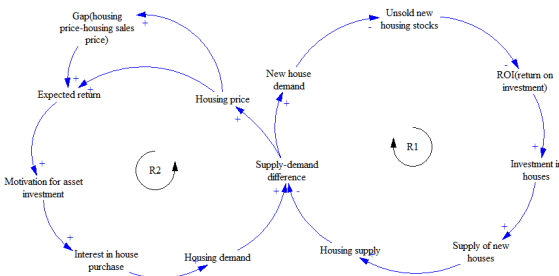 Gap(housing
price-housing sales
price)
Expected return
Motivation for asset
investment
Interest in house
purchase
Housing demand
Housing price
R2
Supply-demand
difference
New house
demand
Unsold new
housing stocks
ROI(return on
investment)
Investment in
houses
Supply of new
houses
Housing supply
R1